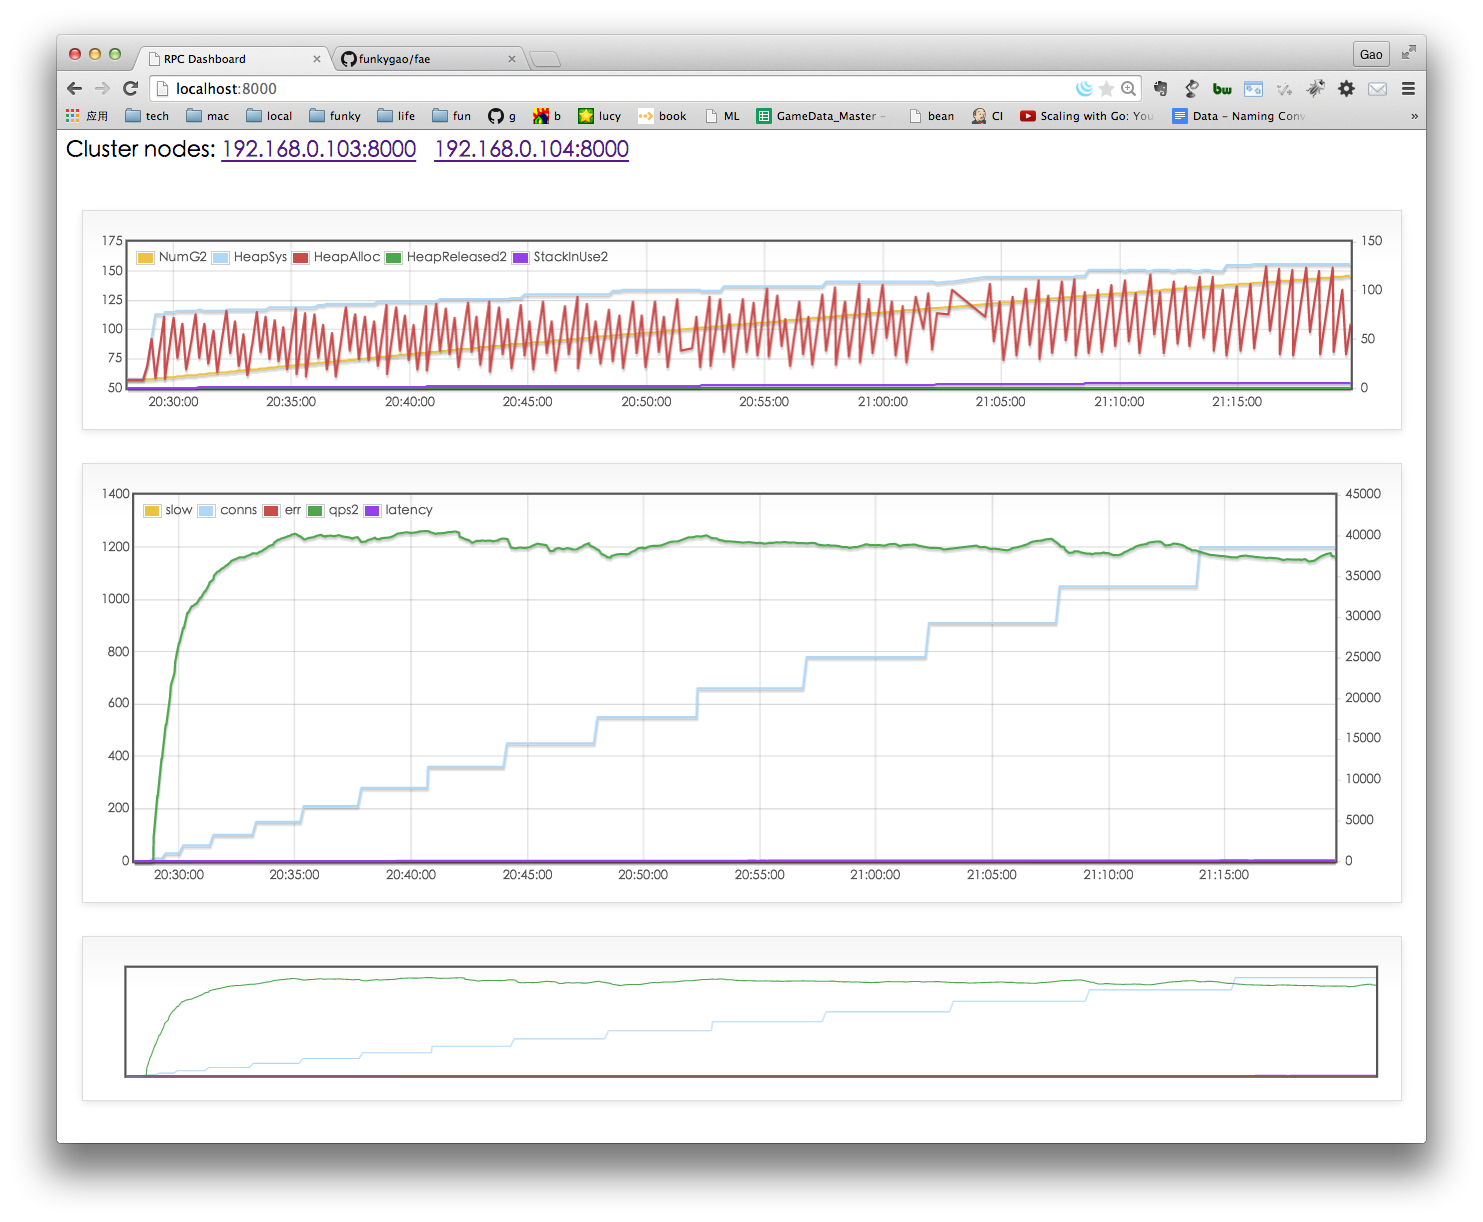 RPC Dashboard
funkygao/fae
Gao
localhost:8000
应用 tech mac local funky life fun g b lucy book ML GameData_Master – bean CI Scaling with Go: You Data – Naming Conv »
Cluster nodes: 192.168.0.103:8000 192.168.0.104:8000
175 150
NumG2 HeapSys HeapAlloc HeapReleased2 StackInUse2
150
125 100
100
75 50
50 0
20:30:00 20:35:00 20:40:00 20:45:00 20:50:00 20:55:00 21:00:00 21:05:00 21:10:00 21:15:00
1400 45000
slow conns err qps2 latency
1200 40000
35000
1000 30000
800 25000
600 20000
15000
400 10000
200 5000
0 0
20:30:00 20:35:00 20:40:00 20:45:00 20:50:00 20:55:00 21:00:00 21:05:00 21:10:00 21:15:00